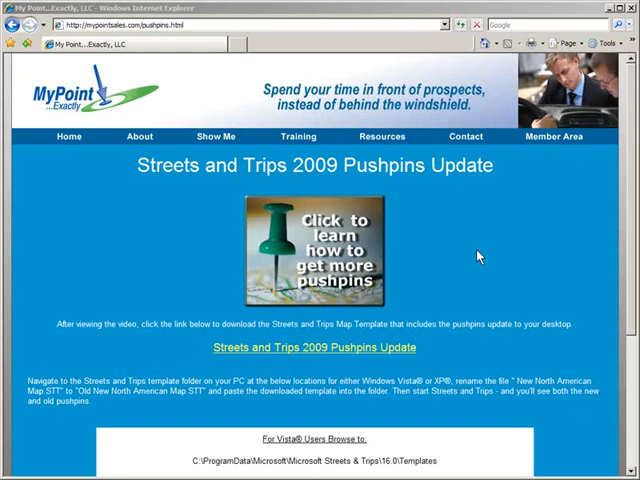 My Point...Exactly, LLC - Windows Internet Explorer
http://mypointsales.com/pushpins.html
Google
My Point...Exactly, LLC
Page
Tools
MyPoint
...Exactly
Spend your time in front of prospects,
instead of behind the windshield.
Home About Show Me Training Resources Contact Member Area
Streets and Trips 2009 Pushpins Update
Click to
learn
how to
get more
pushpins
After viewing the video, click the link below to download the Streets and Trips Map Template that includes the pushpins update to your desktop.
Streets and Trips 2009 Pushpins Update
Navigate to the Streets and Trips template folder on your PC at the below locations for either Windows Vista® or XP®, rename the file " New North American
Map.STT" to "Old New North American Map.STT" and paste the downloaded template into the folder. Then start Streets and Trips - and you'll see both the new
and old pushpins.
For Vista® Users Browse to:
C:\ProgramData\Microsoft\Microsoft Streets & Trips\16.0\Templates